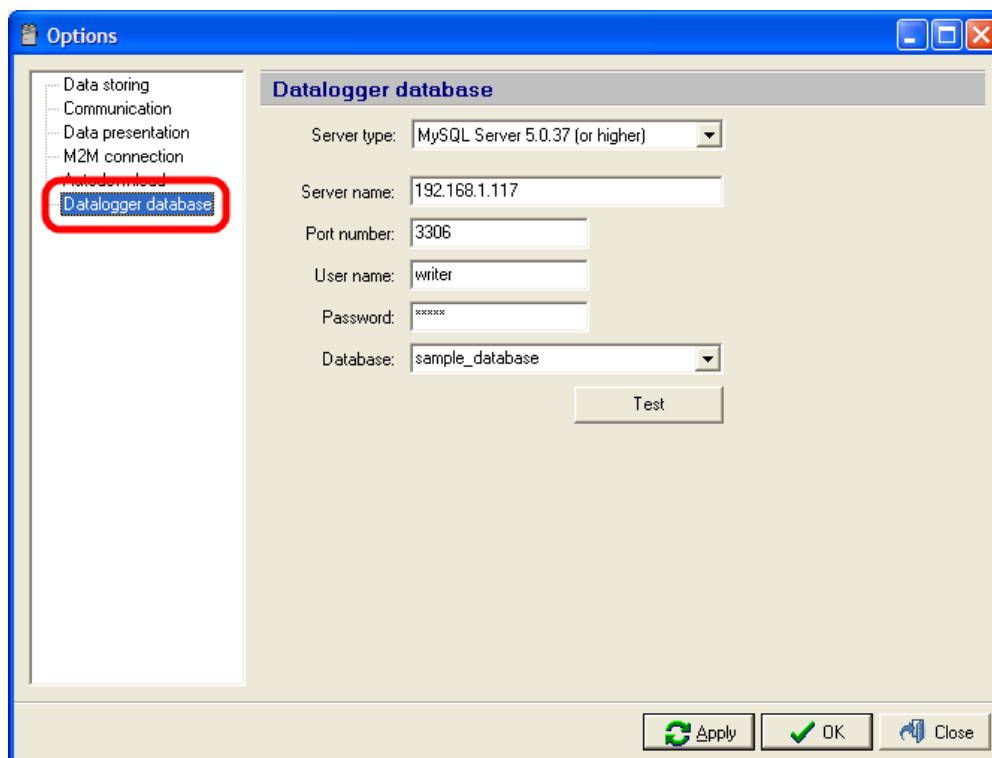 Options
Data storing
Communication
Data presentation
M2M connection
Autodownload
Datalogger database
Datalogger database
Server type: MySQL Server 5.0.37 (or higher)
Server name: 192.168.1.117
Port number: 3306
User name: writer
Password: xxxxx
Database: sample_database
Test
Apply
OK
Close